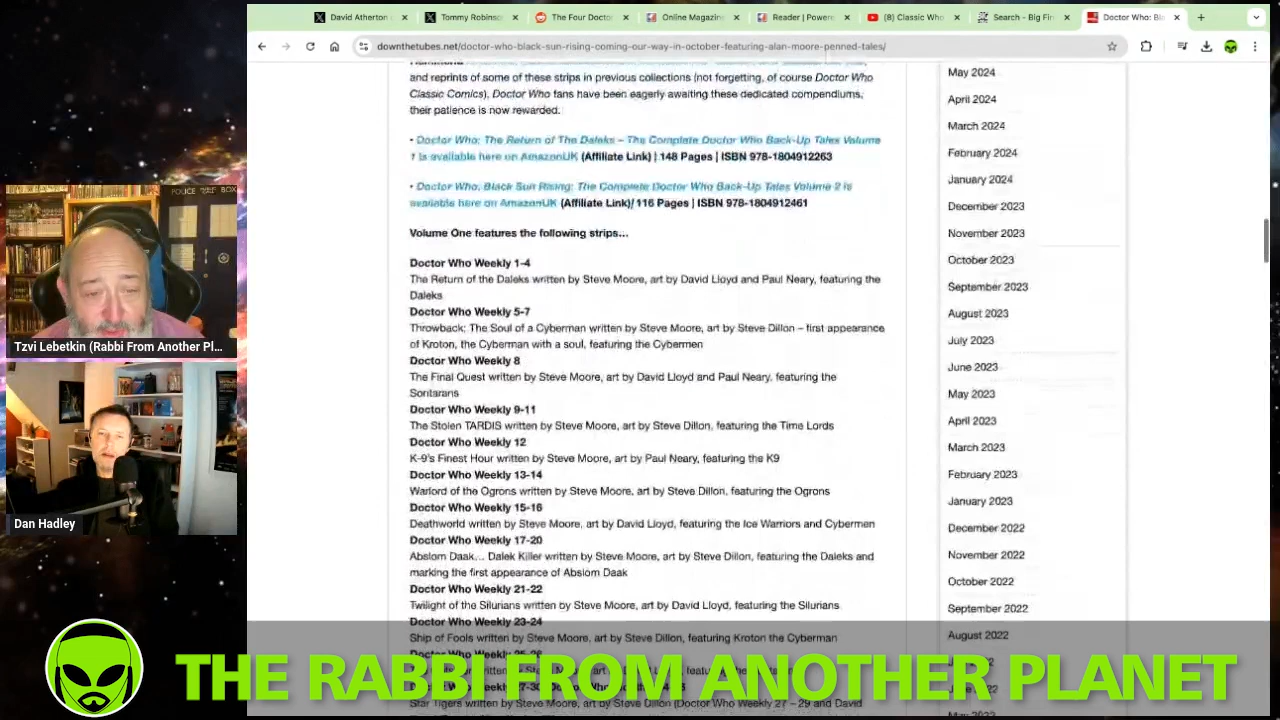 David Atherton
Tommy Robinso
The Four Doctor
Online Magazine
Reader | Powere
(8) Classic Who
Search - Big Fin
Doctor Who: Bla
downthetubes.net/doctor-who-black-sun-rising-coming-our-way-in-october-featuring-alan-moore-penned-tales/
and reprints of some of these strips in previous collections (not forgetting, of course Doctor Who
Classic Comics), Doctor Who fans have been eagerly awaiting these dedicated compendiums,
their patience is now rewarded.
• Doctor Who: The Return of The Daleks – The Complete Doctor Who Back-Up Tales Volume
1 is available here on AmazonUK (Affiliate Link) | 148 Pages | ISBN 978-1804912263
• Doctor Who, Black Sun Rising: The Complete Doctor Who Back-Up Tales Volume 2 is
available here on AmazonUK (Affiliate Link)| 116 Pages | ISBN 978-1804912461
Volume One features the following strips...
Doctor Who Weekly 1-4
The Return of the Daleks written by Steve Moore, art by David Lloyd and Paul Neary, featuring the
Daleks
Doctor Who Weekly 5-7
Throwback: The Soul of a Cyberman written by Steve Moore, art by Steve Dillon – first appearance
of Kroton, the Cyberman with a soul, featuring the Cybermen
Doctor Who Weekly 8
The Final Quest written by Steve Moore, art by David Lloyd and Paul Neary, featuring the
Sontarans
Doctor Who Weekly 9-11
The Stolen TARDIS written by Steve Moore, art by Steve Dillon, featuring the Time Lords
Doctor Who Weekly 12
K-9's Finest Hour written by Steve Moore, art by Paul Neary, featuring the K9
Doctor Who Weekly 13-14
Warlord of the Ogrons written by Steve Moore, art by Steve Dillon, featuring the Ogrons
Doctor Who Weekly 15-16
Deathworld written by Steve Moore, art by David Lloyd, featuring the Ice Warriors and Cybermen
Doctor Who Weekly 17-20
Abslom Daak... Dalek Killer written by Steve Moore, art by Steve Dillon, featuring the Daleks and
marking the first appearance of Abslom Daak
Doctor Who Weekly 21-22
Twilight of the Silurians written by Steve Moore, art by David Lloyd, featuring the Silurians
Doctor Who Weekly 23-24
Ship of Fools written by Steve Moore, art by Steve Dillon, featuring Kroton the Cyberman
Star Tigers written by Steve Moore, art by Steve Dillon (Doctor Who Weekly 27 – 29 and David
May 2024
April 2024
March 2024
February 2024
January 2024
December 2023
November 2023
October 2023
September 2023
August 2023
July 2023
June 2023
May 2023
April 2023
March 2023
February 2023
January 2023
December 2022
November 2022
October 2022
September 2022
August 2022
POLICE BOX
Tzvi Lebetkin (Rabbi From Another Pl...
Dan Hadley
THE RABBI FROM ANOTHER PLANET